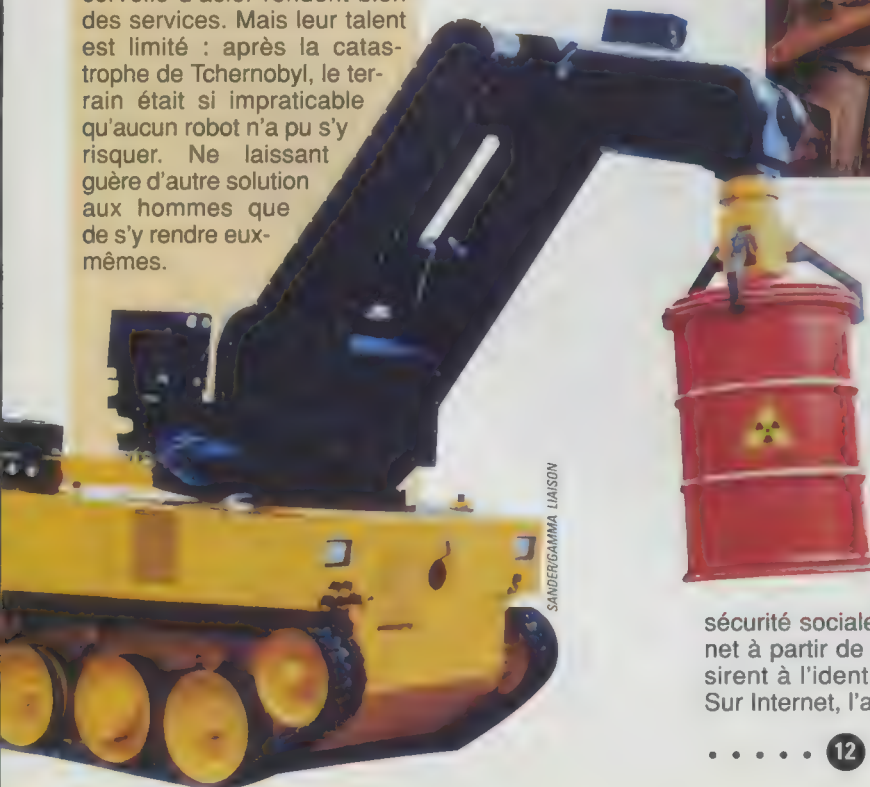 des services. Mais leur talent
est limité : après la catas-
trophe de Tchernobyl, le ter-
rain était si impraticable
qu'aucun robot n'a pu s'y
risquer. Ne laissant
guère d'autre solution
aux hommes que
de s'y rendre eux-
mêmes.
SANDER/GAMMA LIAISON
sécurité sociale
net à partir de
sirent à l'ident
Sur Internet, l'a
12